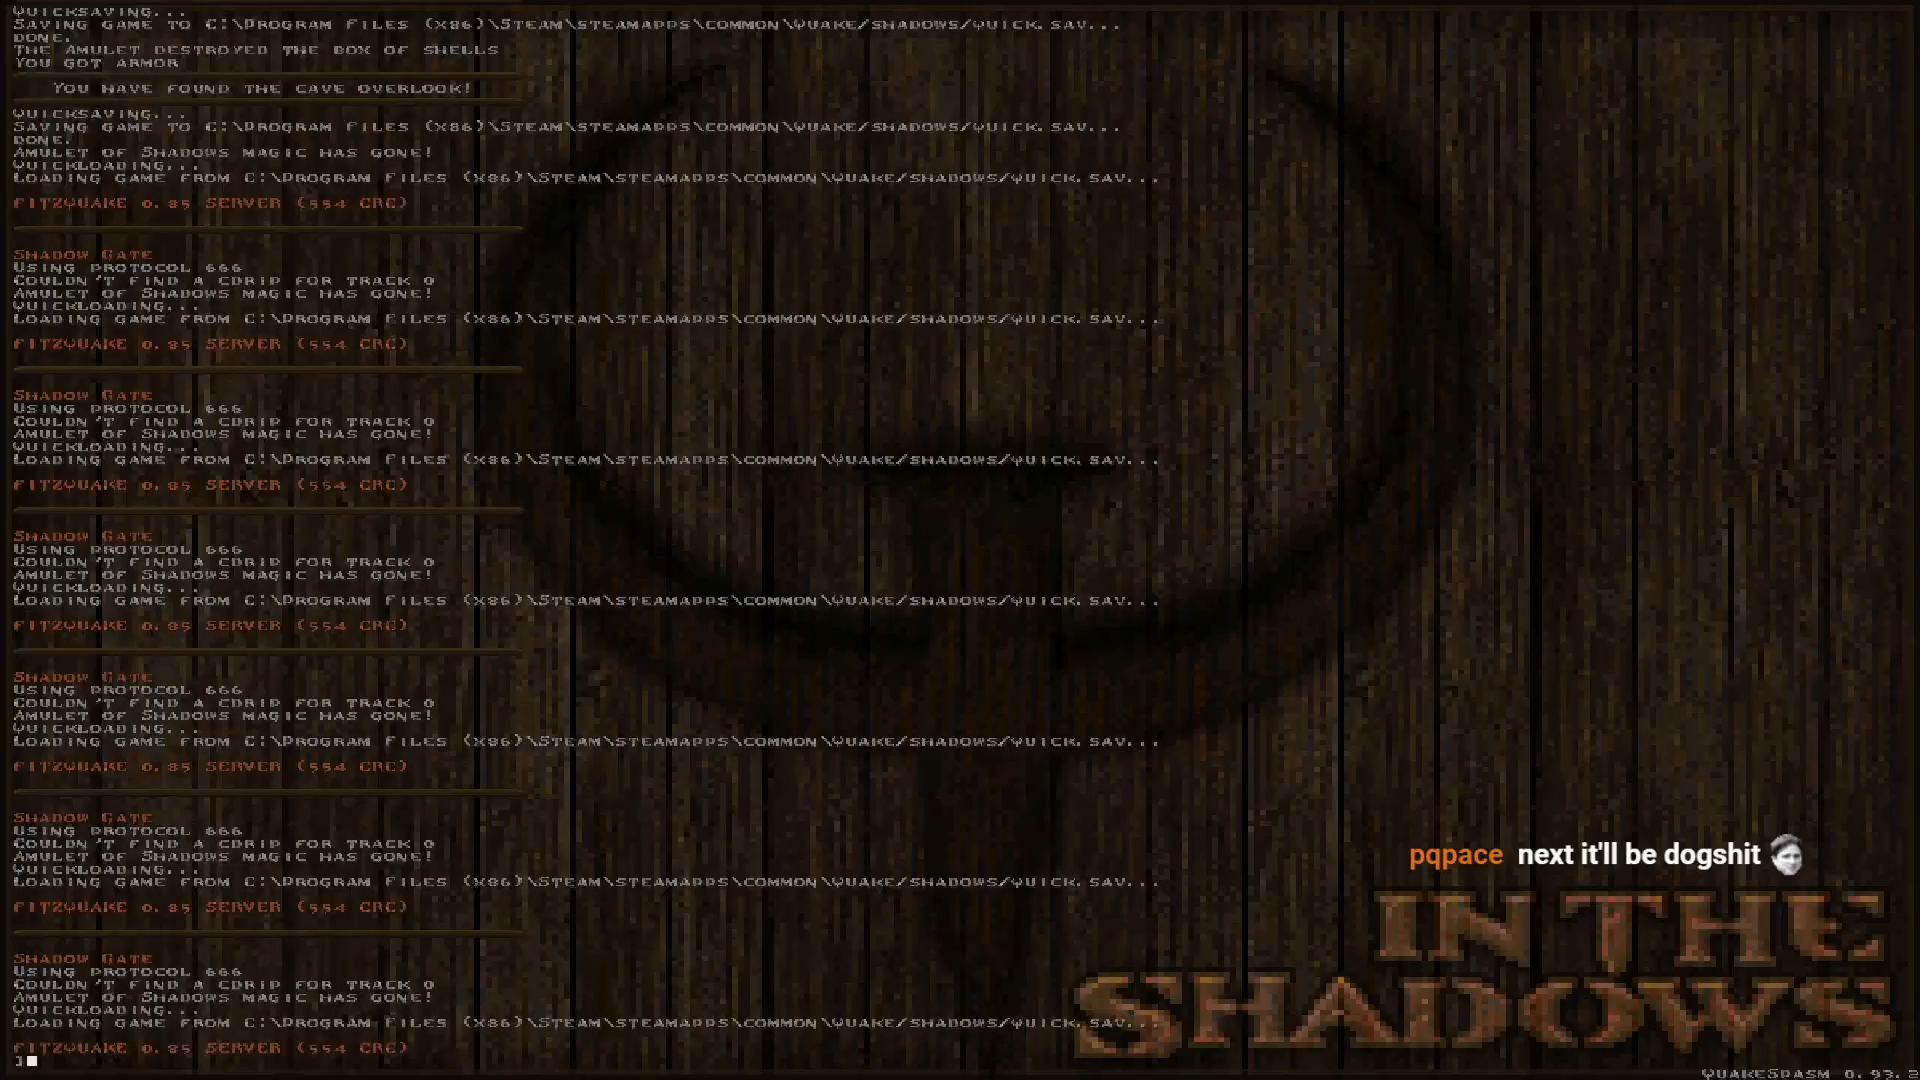 QUICKSAVING...
SAVING GAME TO C:\PROGRAM FILES (X86)\STEAM\STEAMAPPS\COMMON\QUAKE/SHADOWS/QUICK.SAV...
DONE.
THE AMULET DESTROYED THE BOX OF SHELLS
YOU GOT ARMOR
YOU HAVE FOUND THE CAVE OVERLOOK!
QUICKSAVING...
SAVING GAME TO C:\PROGRAM FILES (X86)\STEAM\STEAMAPPS\COMMON\QUAKE/SHADOWS/QUICK.SAV...
DONE.
AMULET OF SHADOWS MAGIC HAS GONE!
QUICKLOADING...
LOADING GAME FROM C:\PROGRAM FILES (X86)\STEAM\STEAMAPPS\COMMON\QUAKE/SHADOWS/QUICK.SAV...
FITZQUAKE 0.85 SERVER (554 CRC)
SHADOW GATE
USING PROTOCOL 666
COULDN'T FIND A CDRIP FOR TRACK 0
AMULET OF SHADOWS MAGIC HAS GONE!
QUICKLOADING...
LOADING GAME FROM C:\PROGRAM FILES (X86)\STEAM\STEAMAPPS\COMMON\QUAKE/SHADOWS/QUICK.SAV...
FITZQUAKE 0.85 SERVER (554 CRC)
SHADOW GATE
USING PROTOCOL 666
COULDN'T FIND A CDRIP FOR TRACK 0
AMULET OF SHADOWS MAGIC HAS GONE!
QUICKLOADING...
LOADING GAME FROM C:\PROGRAM FILES (X86)\STEAM\STEAMAPPS\COMMON\QUAKE/SHADOWS/QUICK.SAV...
FITZQUAKE 0.85 SERVER (554 CRC)
SHADOW GATE
USING PROTOCOL 666
COULDN'T FIND A CDRIP FOR TRACK 0
AMULET OF SHADOWS MAGIC HAS GONE!
QUICKLOADING...
LOADING GAME FROM C:\PROGRAM FILES (X86)\STEAM\STEAMAPPS\COMMON\QUAKE/SHADOWS/QUICK.SAV...
FITZQUAKE 0.85 SERVER (554 CRC)
SHADOW GATE
USING PROTOCOL 666
COULDN'T FIND A CDRIP FOR TRACK 0
AMULET OF SHADOWS MAGIC HAS GONE!
QUICKLOADING...
LOADING GAME FROM C:\PROGRAM FILES (X86)\STEAM\STEAMAPPS\COMMON\QUAKE/SHADOWS/QUICK.SAV...
FITZQUAKE 0.85 SERVER (554 CRC)
SHADOW GATE
USING PROTOCOL 666
COULDN'T FIND A CDRIP FOR TRACK 0
AMULET OF SHADOWS MAGIC HAS GONE!
QUICKLOADING...
LOADING GAME FROM C:\PROGRAM FILES (X86)\STEAM\STEAMAPPS\COMMON\QUAKE/SHADOWS/QUICK.SAV...
FITZQUAKE 0.85 SERVER (554 CRC)
SHADOW GATE
USING PROTOCOL 666
COULDN'T FIND A CDRIP FOR TRACK 0
AMULET OF SHADOWS MAGIC HAS GONE!
QUICKLOADING...
LOADING GAME FROM C:\PROGRAM FILES (X86)\STEAM\STEAMAPPS\COMMON\QUAKE/SHADOWS/QUICK.SAV...
FITZQUAKE 0.85 SERVER (554 CRC)
]
pqpace next it'll be dogshit
IN THE
SHADOWS
QUAKESPASM 0.93.2